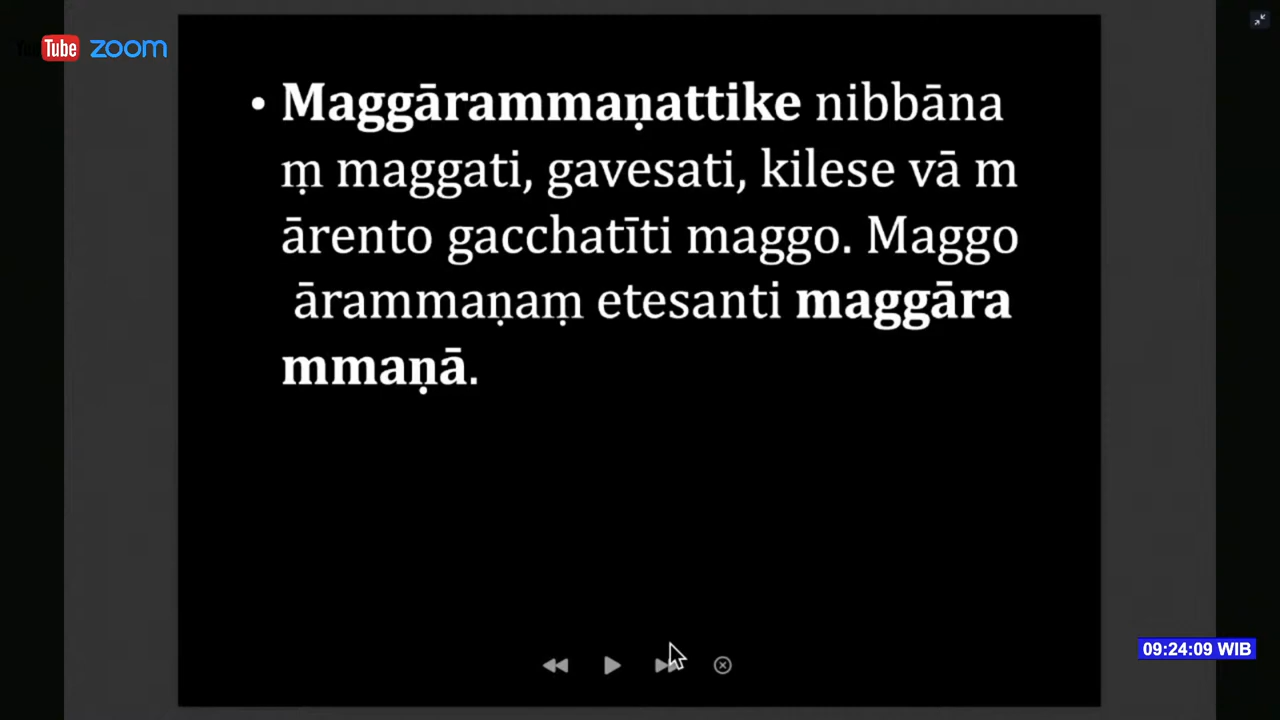 YouTube zoom
• Maggārammaṇattike nibbāna
ṃ maggati, gavesati, kilese vā m
ārento gacchatīti maggo. Maggo
ārammaṇaṃ etesanti maggāra
mmaṇā.
09:24:09 WIB